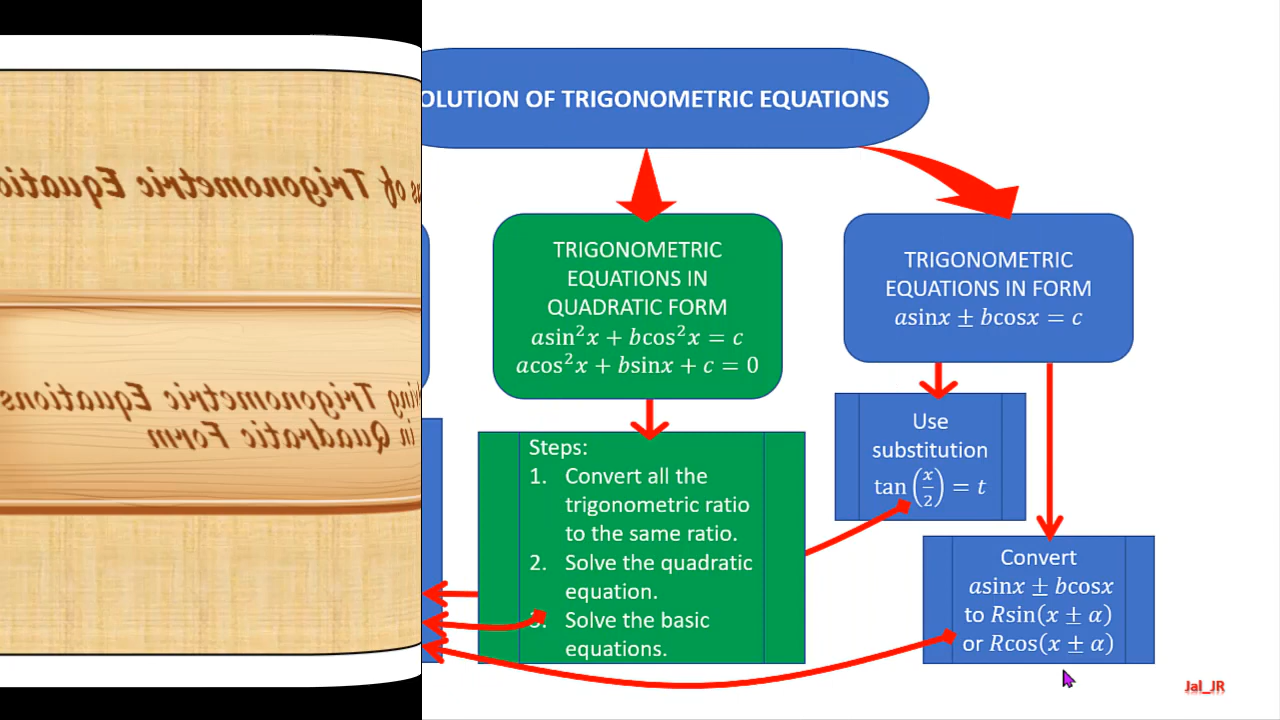 s of Trigonometric Equatio
ing Trigonometric Equations
in Quadratic Form
OLUTION OF TRIGONOMETRIC EQUATIONS
TRIGONOMETRIC
EQUATIONS IN
QUADRATIC FORM
asin²x + bcos²x = c
acos²x + bsinx + c = 0
Steps:
1. Convert all the
trigonometric ratio
to the same ratio.
2. Solve the quadratic
equation.
3. Solve the basic
equations.
TRIGONOMETRIC
EQUATIONS IN FORM
asinx ± bcosx = c
Use
substitution
tan(x/2) = t
Convert
asinx ± bcosx
to Rsin(x ± α)
or Rcos(x ± α)
Jal_JR